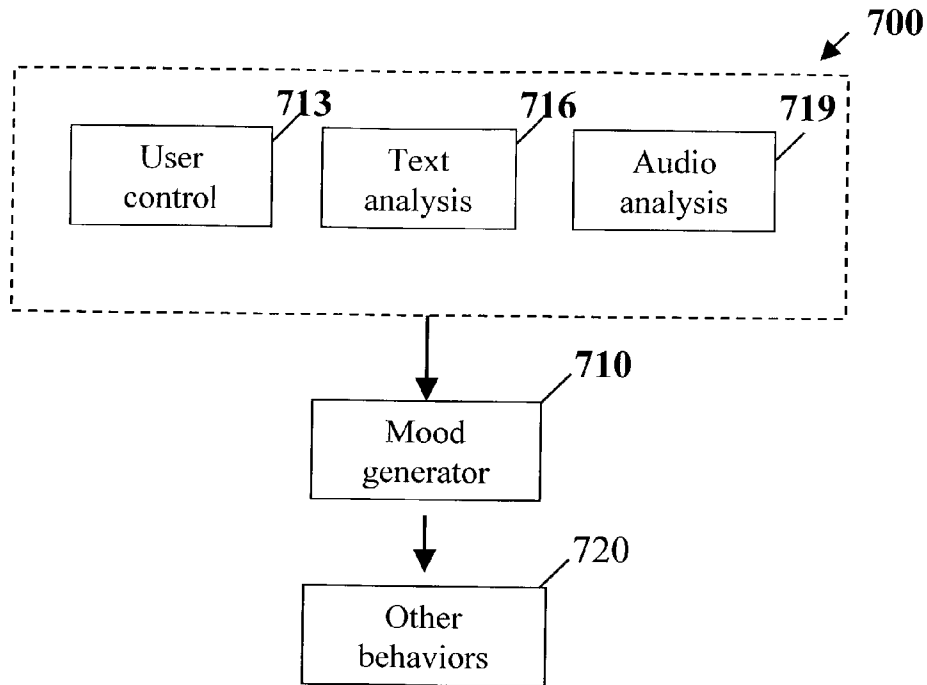 700
713
716
719
User
control
Text
analysis
Audio
analysis
710
Mood
generator
720
Other
behaviors